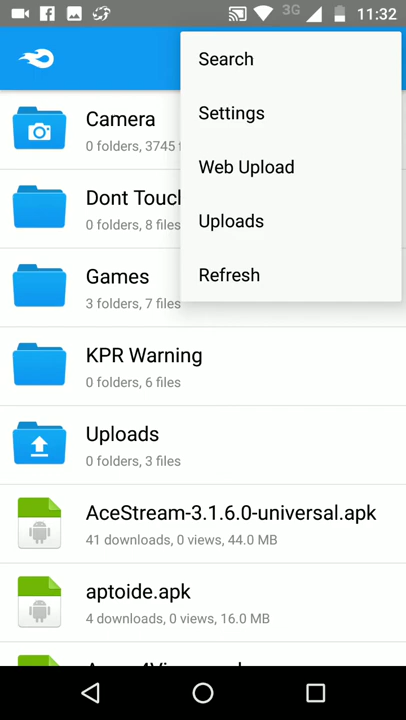 3G 11:32
Search
Settings
Web Upload
Uploads
Refresh
Camera
0 folders, 3745
Dont Touc
0 folders, 8 files
Games
3 folders, 7 files
KPR Warning
0 folders, 6 files
Uploads
0 folders, 3 files
AceStream-3.1.6.0-universal.apk
41 downloads, 0 views, 44.0 MB
aptoide.apk
4 downloads, 0 views, 16.0 MB